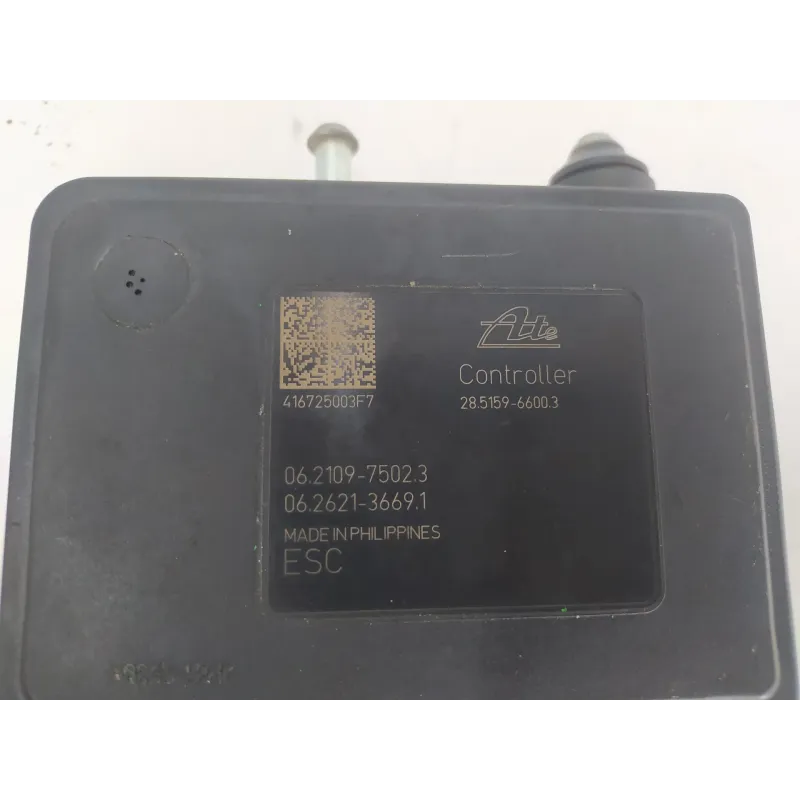 Ate
416725003F7
Controller
28.5159-6600.3
06.2109-7502.3
06.2621-3669.1
MADE IN PHILIPPINES
ESC